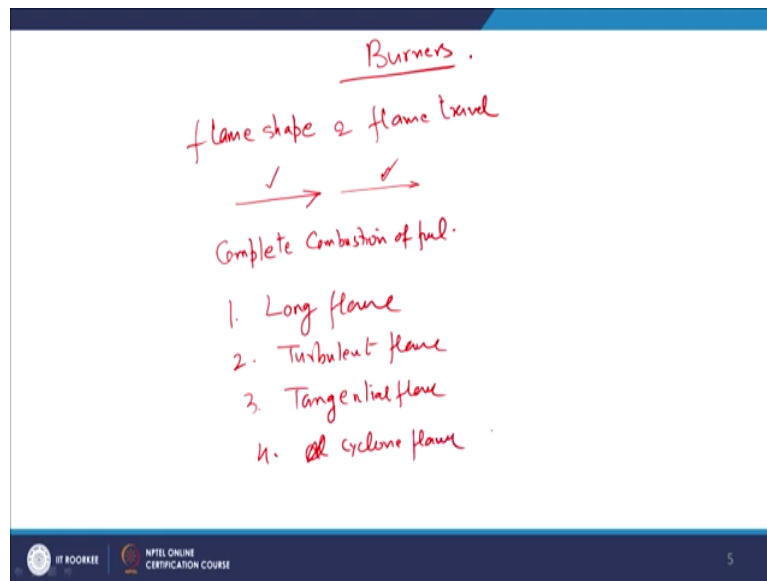 Burners.
flame shape & flame travel
Complete Combustion of fuel.
1. Long flame
2. Turbulent flame
3. Tangential flame
4. cyclone flame
IIT ROORKEE
NPTEL ONLINE
CERTIFICATION COURSE
5